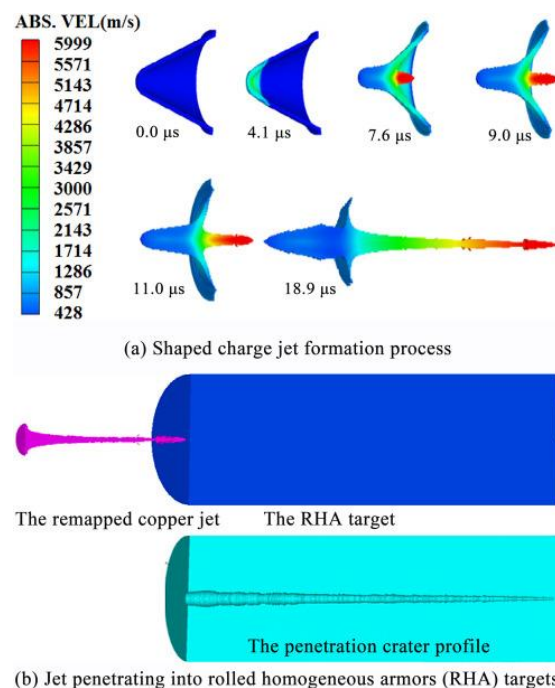 ABS. VEL(m/s)
5999
5571
5143
4714
4286
3857
3429
3000
2571
2143
1714
1286
857
428
0.0 μs
4.1 μs
7.6 μs
9.0 μs
11.0 μs
18.9 μs
(a) Shaped charge jet formation process
The remapped copper jet
The RHA target
The penetration crater profile
(b) Jet penetrating into rolled homogeneous armors (RHA) targets